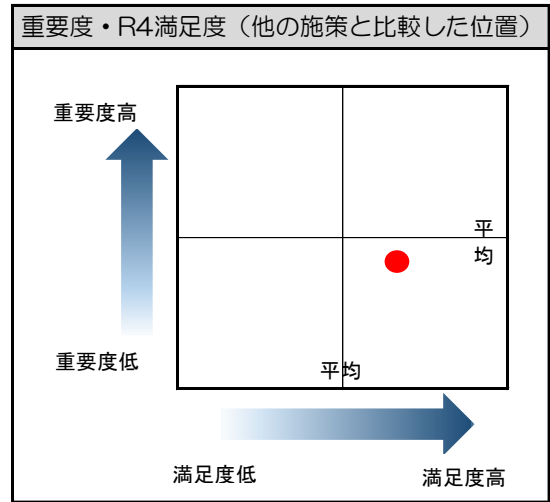 重要度・R4満足度（他の施策と比較した位置）
重要度高
平
均
重要度低
平均
満足度低
満足度高